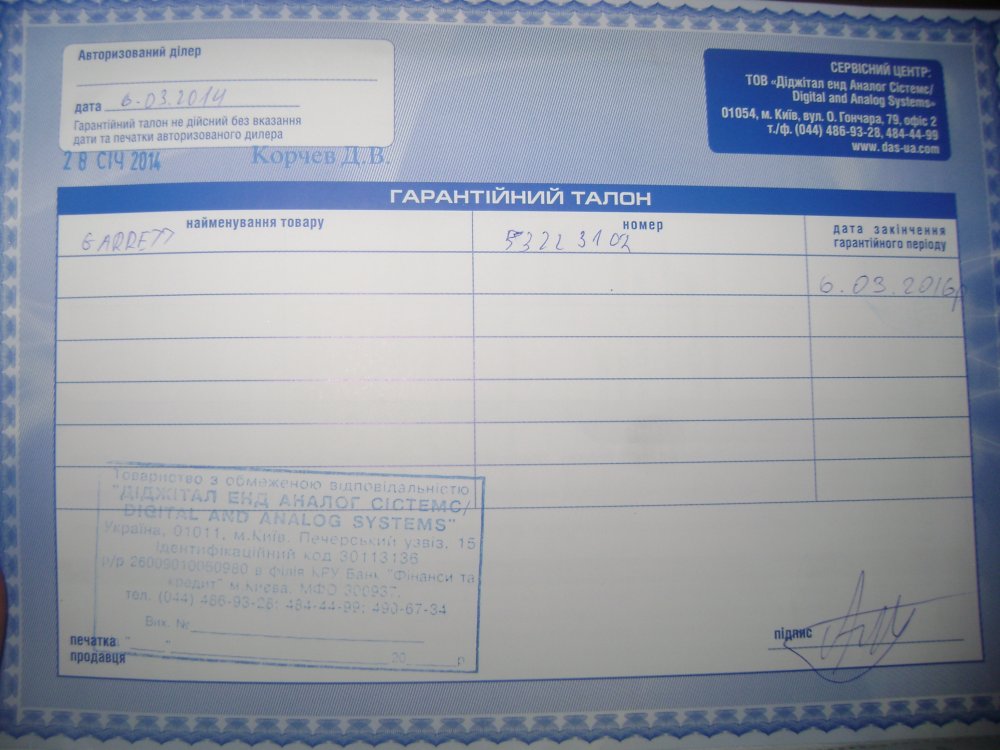 Авторизований ділер
дата 6.03.2014
Гарантійний талон не дійсний без вказання
дати та печатки авторизованого дилера
28 СІЧ 2014 Корчев Д.В.
СЕРВІСНИЙ ЦЕНТР:
ТОВ «Діджітал енд Аналог Сістемс/
Digital and Analog Systems»
01054, м. Київ, вул. О. Гончара, 79, офіс 2
т./ф. (044) 486-93-28, 484-44-99
www. das-ua.com
ГАРАНТІЙНИЙ ТАЛОН
найменування товару
номер
дата закінчення
гарантійного періоду
GARRETT
53223102
6.03.2016р
Товариство з обмеженою відповідальністю
"ДІДЖІТАЛ ЕНД АНАЛОГ СІСТЕМС/
DIGITAL AND ANALOG SYSTEMS"
Україна, 01011, м.Київ, Печерський узвіз, 15
Ідентифікаційний код 30113136
р/р 26009010050980 в філія КРУ Банк "Фінанси та
кредит" м.Києва, МФО 300937,
тел. (044) 486-93-28; 484-44-99; 490-67-34
Вих. №
" " 20 р
печатка
продавця
підпис